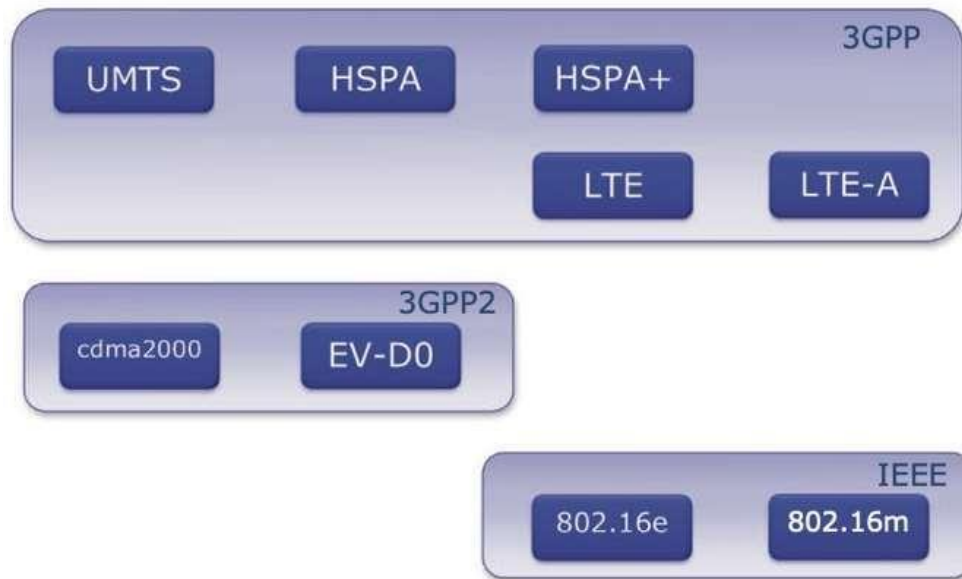 3GPP
UMTS HSPA HSPA+
LTE LTE-A
3GPP2
cdma2000 EV-D0
IEEE
802.16e 802.16m